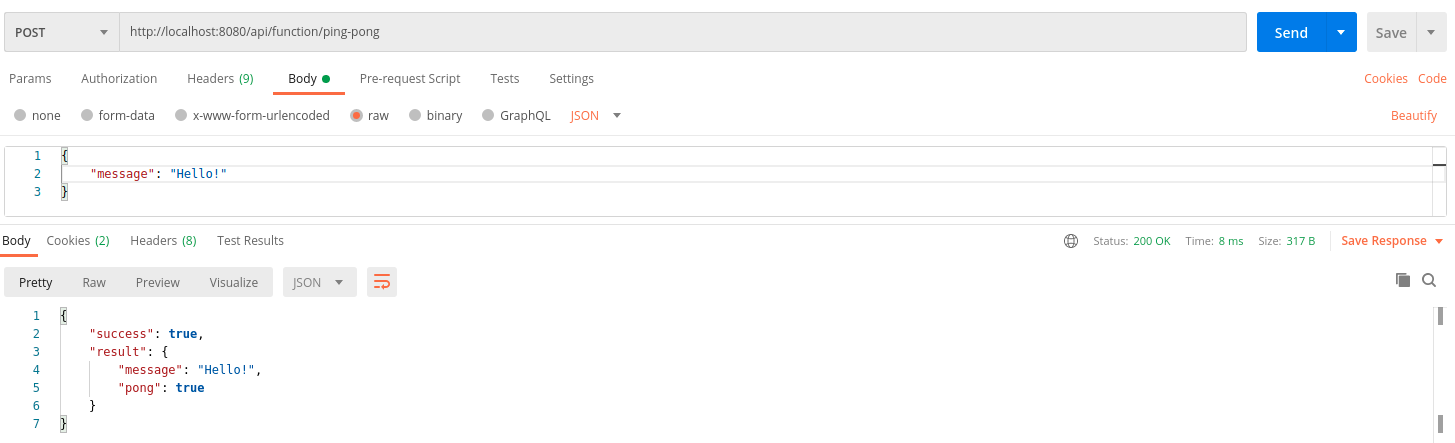 POST http://localhost:8080/api/function/ping-pong Send Save
Params Authorization Headers (9) Body Pre-request Script Tests Settings Cookies Code
none form-data x-www-form-urlencoded raw binary GraphQL JSON Beautify
1 {
2 "message": "Hello!"
3 }
Body Cookies (2) Headers (8) Test Results Status: 200 OK Time: 8 ms Size: 317 B Save Response
Pretty Raw Preview Visualize JSON
1 {
2 "success": true,
3 "result": {
4 "message": "Hello!",
5 "pong": true
6 }
7 }